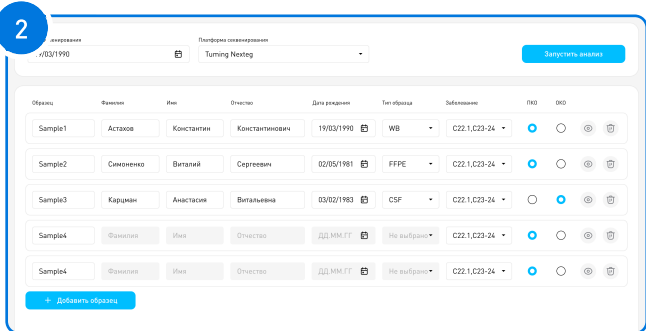 2
Платформа секвенирования
/03/1990
Turning Nexteg
Запустить анализ
Образец Фамилия Имя Отчество Дата рождения Тип образца Заболевание ПКО ОКО
Sample1 Астахов Константин Константинович 19/03/1990 WB C22.1,C23-24
Sample2 Симоненко Виталий Сергеевич 02/05/1981 FFPE C22.1,C23-24
Sample3 Карцман Анастасия Витальевна 03/02/1983 CSF C22.1,C23-24
Sample4 Фамилия Имя Отчество ДД.ММ.ГГ Не выбрано C22.1,C23-24
Sample4 Фамилия Имя Отчество ДД.ММ.ГГ Не выбрано C22.1,C23-24
+ Добавить образец